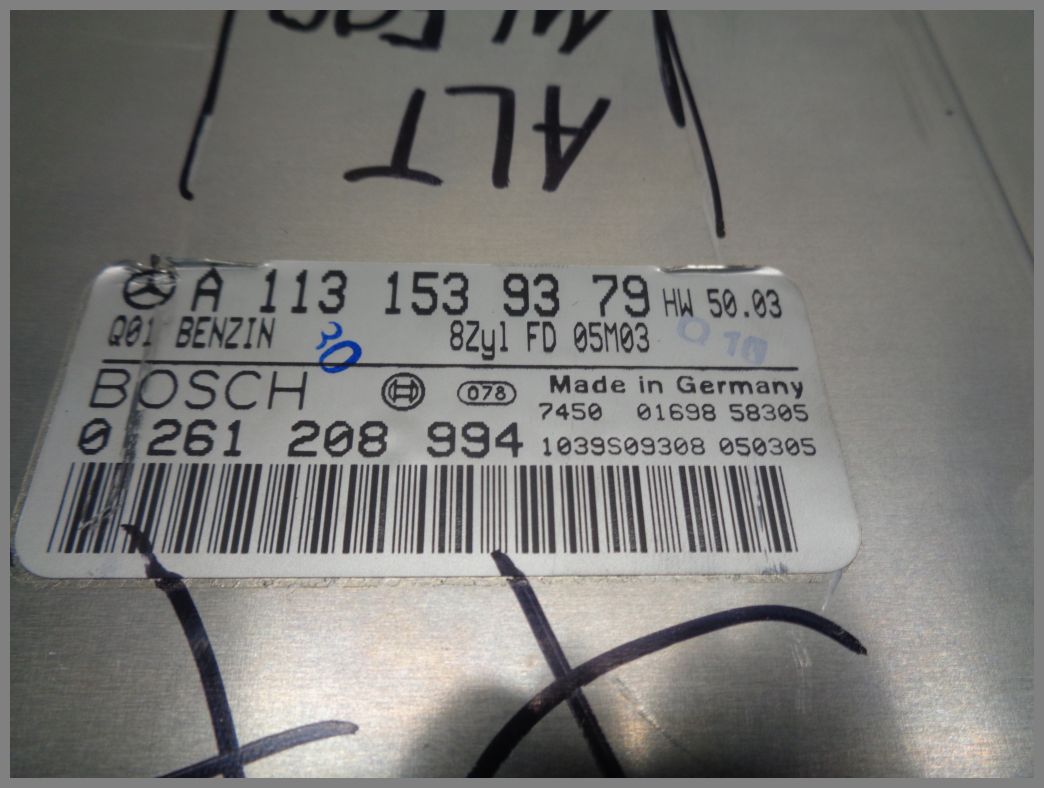 ALT
A 113 153 93 79 HW 50.03
Q01 BENZIN 8Zyl FD 05M03
Q 10
BOSCH 078 Made in Germany
7450 01698 58305
0 261 208 994 1039S09308 050305